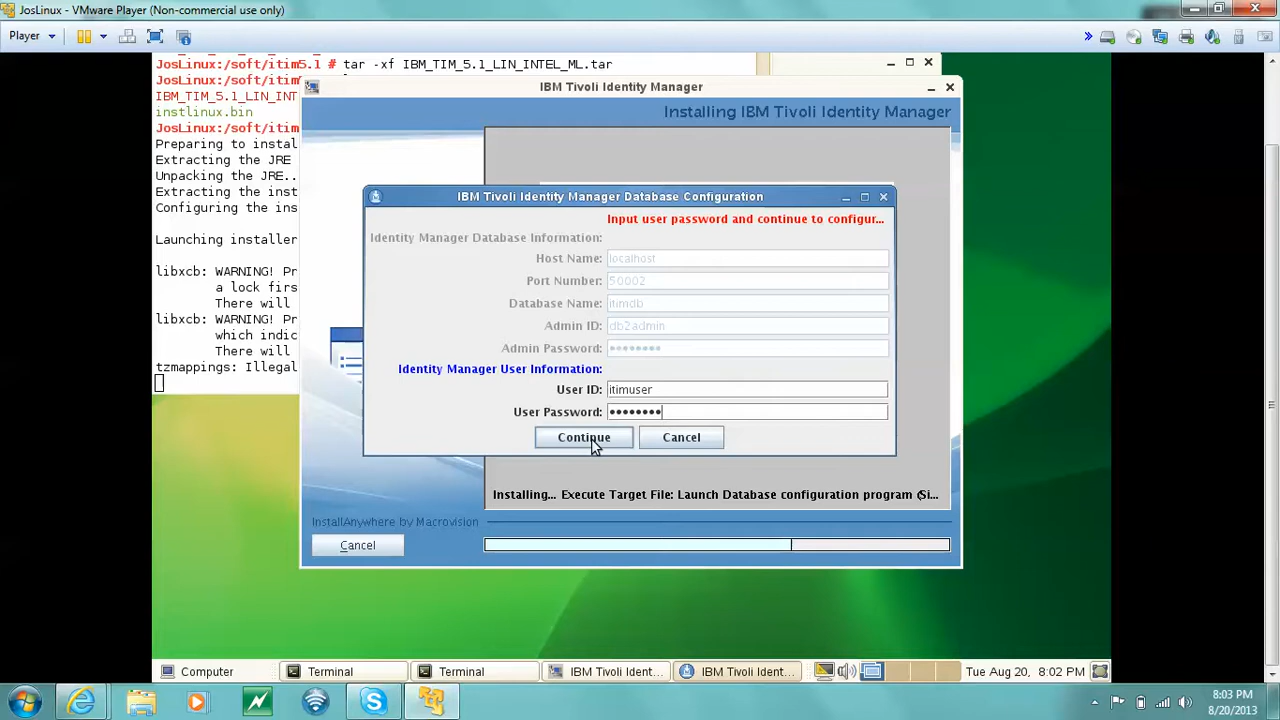 JosLinux - VMware Player (Non-commercial use only)
Player
JosLinux:/soft/itim5.1 # tar -xf IBM_TIM_5.1_LIN_INTEL_ML.tar
JosLinux:/soft/itim
IBM_TIM_5.1_LIN_INT
instlinux.bin
JosLinux:/soft/itim
Preparing to instal
Extracting the JRE
Unpacking the JRE..
Extracting the inst
Configuring the ins
Launching installer
libxcb: WARNING! Pr
a lock firs
There will
libxcb: WARNING! Pr
which indic
There will
tzmappings: Illegal
IBM Tivoli Identity Manager
Installing IBM Tivoli Identity Manager
IBM Tivoli Identity Manager Database Configuration
Input user password and continue to configur...
Identity Manager Database Information:
Host Name: localhost
Port Number: 50002
Database Name: itimdb
Admin ID: db2admin
Admin Password: ••••••••
Identity Manager User Information:
User ID: itimuser
User Password: ••••••••
Continue Cancel
Installing... Execute Target File: Launch Database configuration program (Si...
InstallAnywhere by Macrovision
Cancel
Computer Terminal Terminal IBM Tivoli Ident... IBM Tivoli Ident... Tue Aug 20, 8:02 PM
8:03 PM
8/20/2013